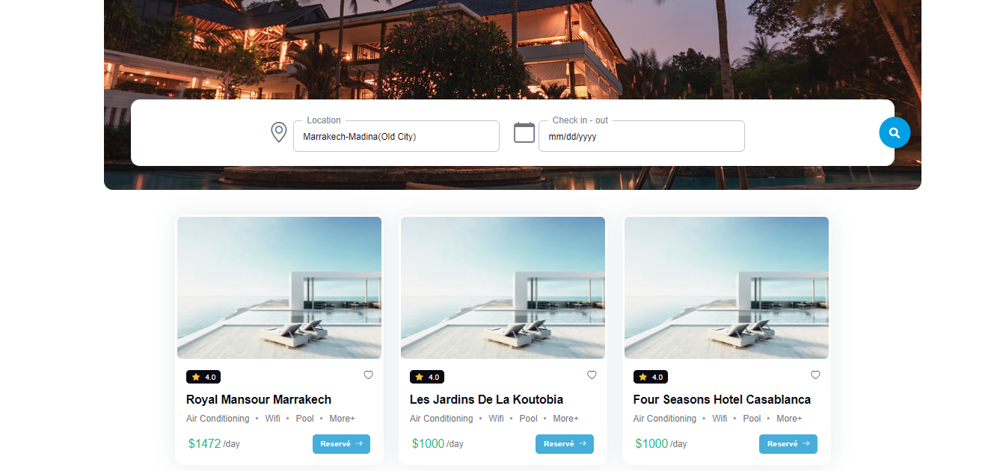 Location
Marrakech-Madina(Old City)
Check in - out
mm/dd/yyyy
4.0
Royal Mansour Marrakech
Air Conditioning • Wifi • Pool • More+
$1472 /day
Reservé →
4.0
Les Jardins De La Koutobia
Air Conditioning • Wifi • Pool • More+
$1000 /day
Reservé →
4.0
Four Seasons Hotel Casablanca
Air Conditioning • Wifi • Pool • More+
$1000 /day
Reservé →